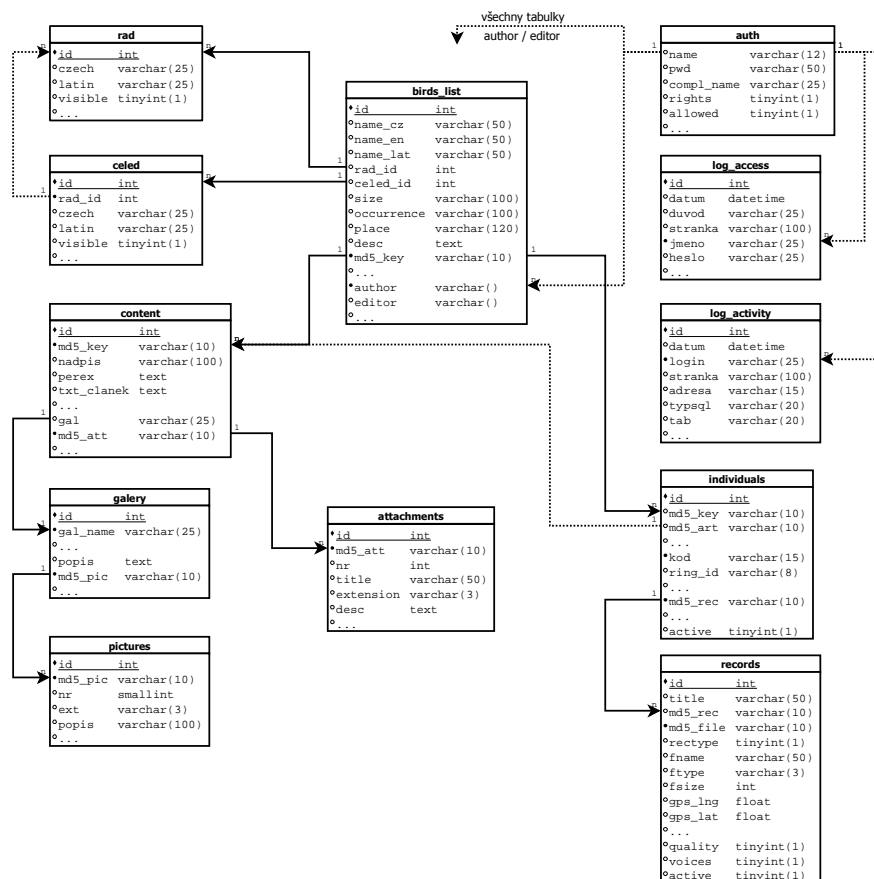 všechny tabulky
author / editor
rad
id int
czech varchar(25)
latin varchar(25)
visible tinyint(1)
...
n
1
celed
id int
rad_id int
czech varchar(25)
latin varchar(25)
visible tinyint(1)
...
birds_list
id int
name_cz varchar(50)
name_en varchar(50)
name_lat varchar(50)
rad_id int
celed_id int
size varchar(100)
occurrence varchar(100)
place varchar(120)
desc text
md5_key varchar(10)
...
author varchar()
editor varchar()
...
auth
name varchar(12)
pwd varchar(50)
compl_name varchar(25)
rights tinyint(1)
allowed tinyint(1)
...
log_access
id int
datum datetime
duvod varchar(25)
stranka varchar(100)
jmeno varchar(25)
heslo varchar(25)
...
log_activity
id int
datum datetime
login varchar(25)
stranka varchar(100)
adresa varchar(15)
typsql varchar(20)
tab varchar(20)
...
content
id int
md5_key varchar(10)
nadpis varchar(100)
perex text
txt_clanek text
...
gal varchar(25)
md5_att varchar(10)
...
galery
id int
gal_name varchar(25)
...
popis text
md5_pic varchar(10)
...
attachments
id int
md5_att varchar(10)
nr int
title varchar(50)
extension varchar(3)
desc text
...
individuals
id int
md5_key varchar(10)
md5_art varchar(10)
...
kod varchar(15)
ring_id varchar(8)
...
md5_rec varchar(10)
...
active tinyint(1)
pictures
id int
md5_pic varchar(10)
nr smallint
ext varchar(3)
popis varchar(100)
...
records
id int
title varchar(50)
md5_rec varchar(10)
md5_file varchar(10)
rectype tinyint(1)
fname varchar(50)
ftype varchar(3)
fsize int
gps_lng float
gps_lat float
...
quality tinyint(1)
voices tinyint(1)
active tinyint(1)